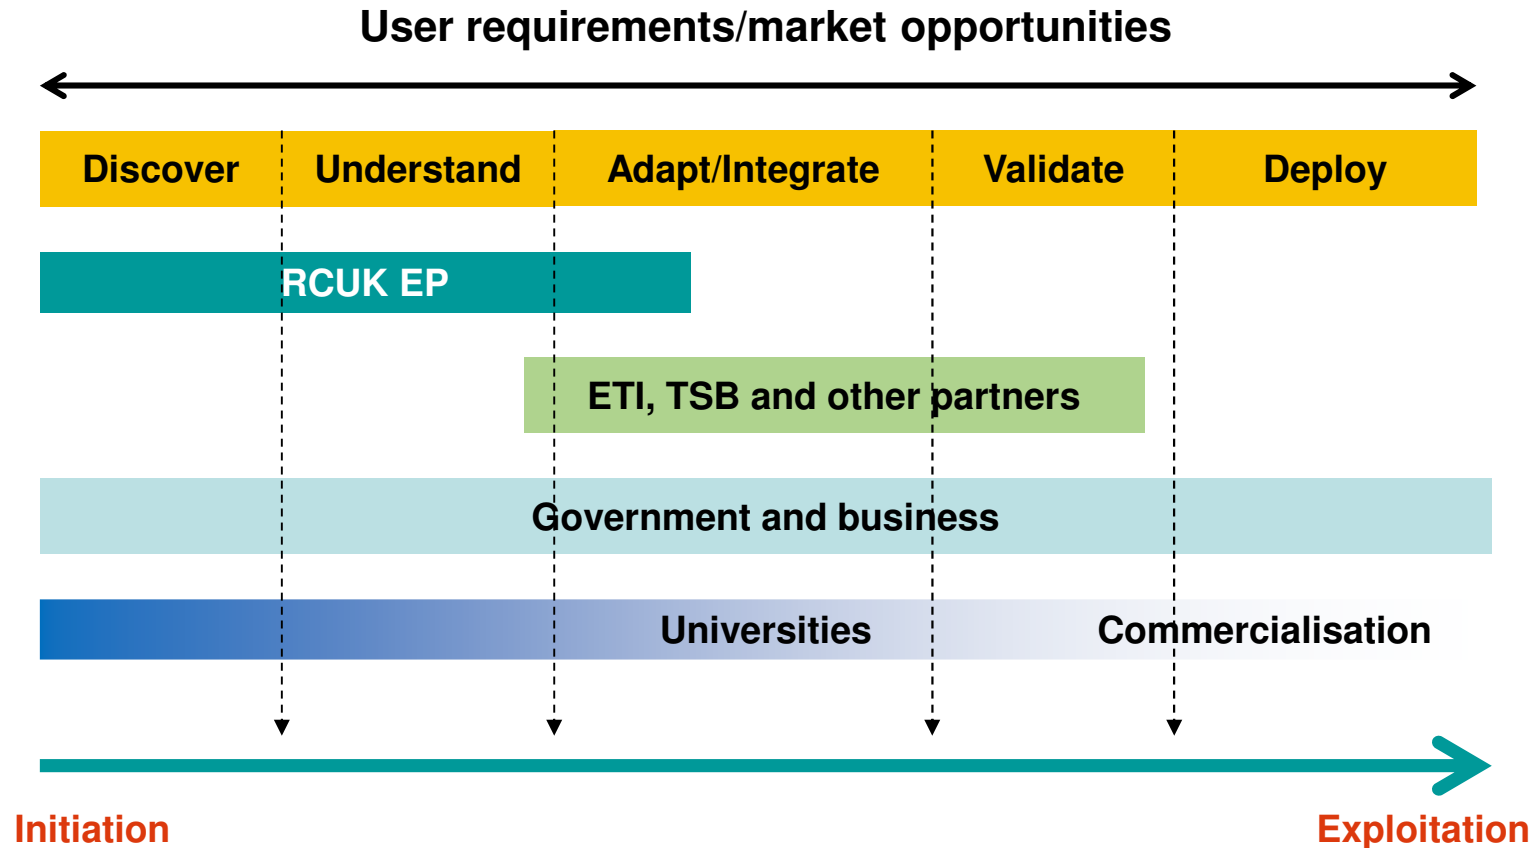 User requirements/market opportunities
Discover
Understand
Adapt/Integrate
Validate
Deploy
RCUK EP
ETI, TSB and other partners
Government and business
Universities
Commercialisation
Initiation
Exploitation